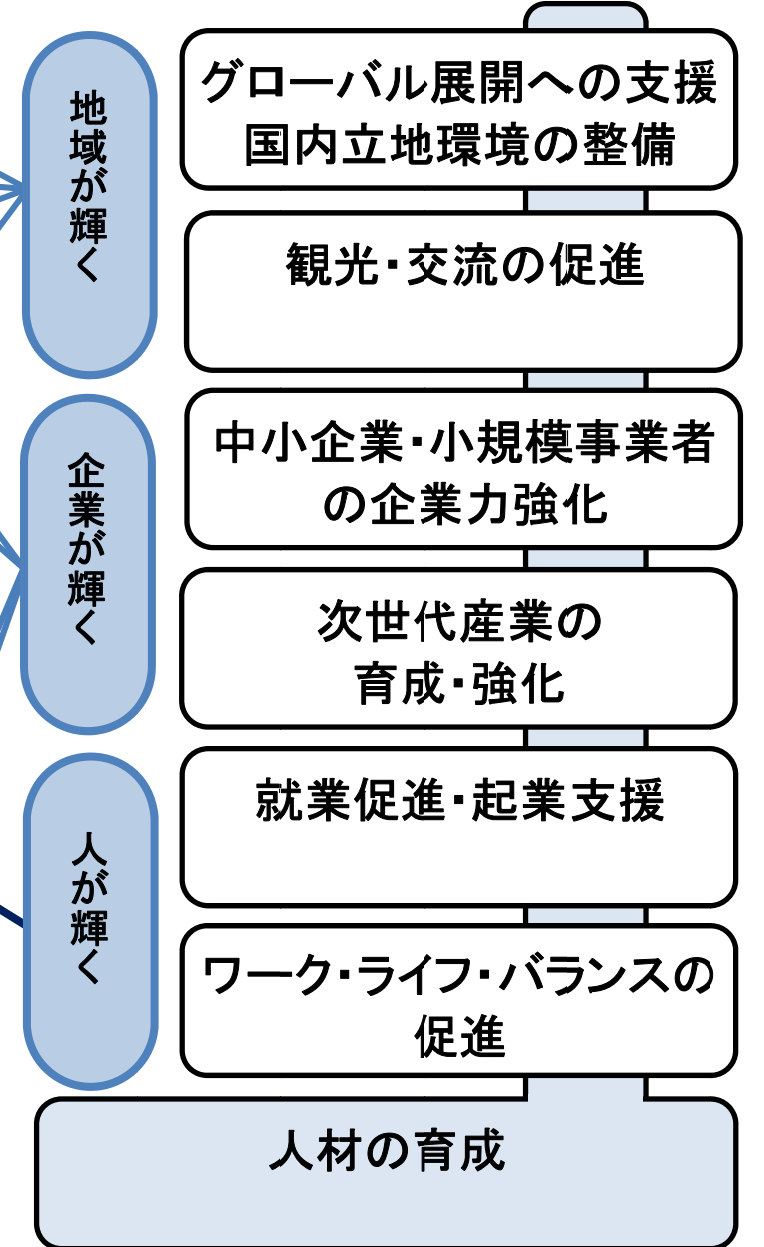 地域が輝く
グローバル展開への支援
国内立地環境の整備
観光・交流の促進
企業が輝く
中小企業・小規模事業者
の企業力強化
次世代産業の
育成・強化
人が輝く
就業促進・起業支援
ワーク・ライフ・バランスの
促進
人材の育成